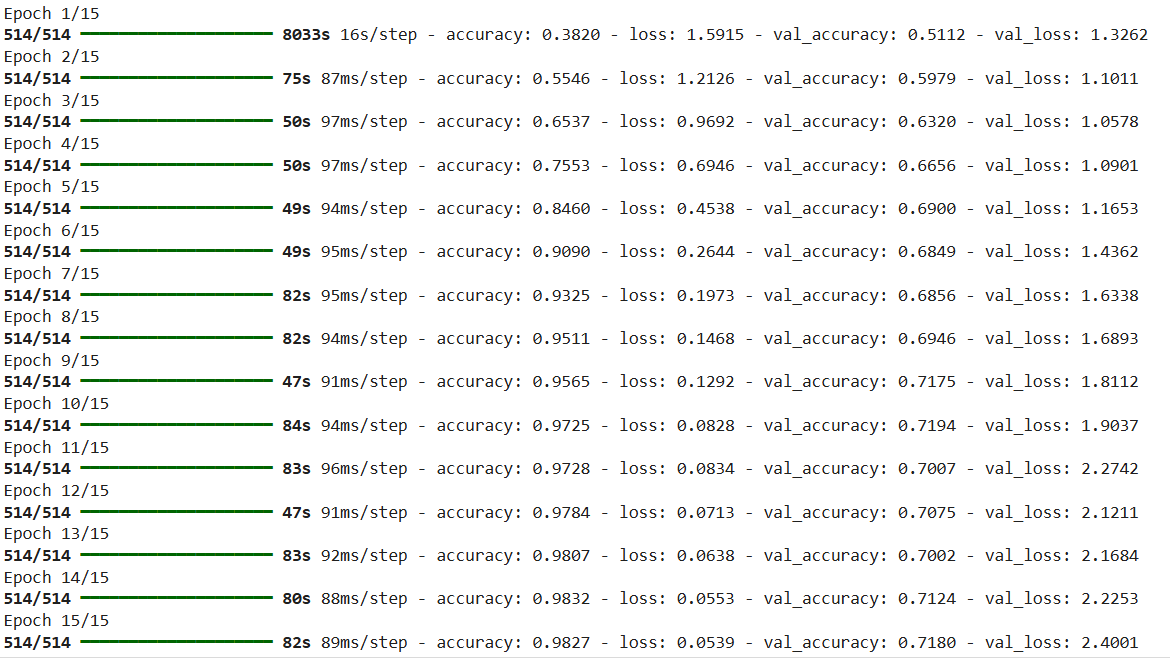 Epoch 1/15
514/514 8033s 16s/step - accuracy: 0.3820 - loss: 1.5915 - val_accuracy: 0.5112 - val_loss: 1.3262
Epoch 2/15
514/514 75s 87ms/step - accuracy: 0.5546 - loss: 1.2126 - val_accuracy: 0.5979 - val_loss: 1.1011
Epoch 3/15
514/514 50s 97ms/step - accuracy: 0.6537 - loss: 0.9692 - val_accuracy: 0.6320 - val_loss: 1.0578
Epoch 4/15
514/514 50s 97ms/step - accuracy: 0.7553 - loss: 0.6946 - val_accuracy: 0.6656 - val_loss: 1.0901
Epoch 5/15
514/514 49s 94ms/step - accuracy: 0.8460 - loss: 0.4538 - val_accuracy: 0.6900 - val_loss: 1.1653
Epoch 6/15
514/514 49s 95ms/step - accuracy: 0.9090 - loss: 0.2644 - val_accuracy: 0.6849 - val_loss: 1.4362
Epoch 7/15
514/514 82s 95ms/step - accuracy: 0.9325 - loss: 0.1973 - val_accuracy: 0.6856 - val_loss: 1.6338
Epoch 8/15
514/514 82s 94ms/step - accuracy: 0.9511 - loss: 0.1468 - val_accuracy: 0.6946 - val_loss: 1.6893
Epoch 9/15
514/514 47s 91ms/step - accuracy: 0.9565 - loss: 0.1292 - val_accuracy: 0.7175 - val_loss: 1.8112
Epoch 10/15
514/514 84s 94ms/step - accuracy: 0.9725 - loss: 0.0828 - val_accuracy: 0.7194 - val_loss: 1.9037
Epoch 11/15
514/514 83s 96ms/step - accuracy: 0.9728 - loss: 0.0834 - val_accuracy: 0.7007 - val_loss: 2.2742
Epoch 12/15
514/514 47s 91ms/step - accuracy: 0.9784 - loss: 0.0713 - val_accuracy: 0.7075 - val_loss: 2.1211
Epoch 13/15
514/514 83s 92ms/step - accuracy: 0.9807 - loss: 0.0638 - val_accuracy: 0.7002 - val_loss: 2.1684
Epoch 14/15
514/514 80s 88ms/step - accuracy: 0.9832 - loss: 0.0553 - val_accuracy: 0.7124 - val_loss: 2.2253
Epoch 15/15
514/514 82s 89ms/step - accuracy: 0.9827 - loss: 0.0539 - val_accuracy: 0.7180 - val_loss: 2.4001